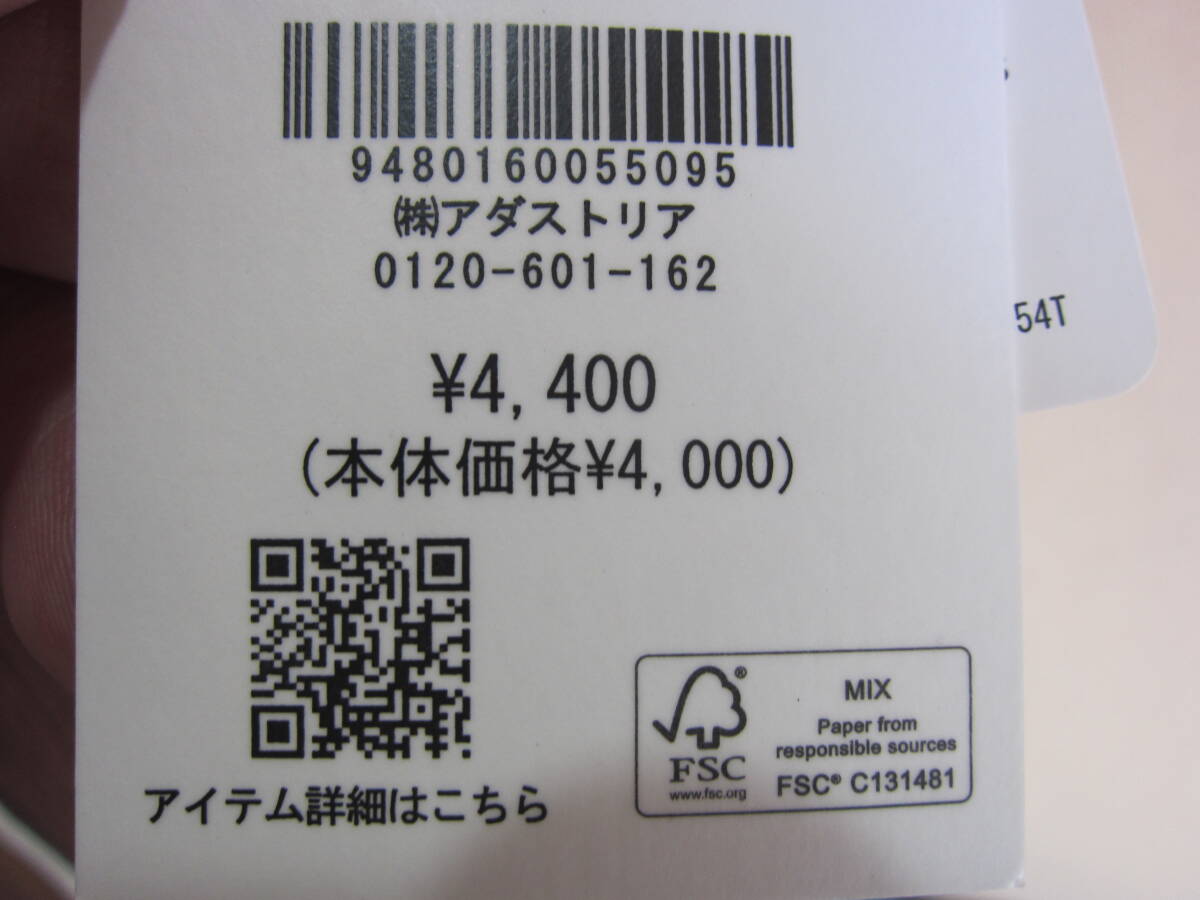 9480160055095
㈱アダストリア
0120-601-162
54T
¥4,400
(本体価格¥4,000)
アイテム詳細はこちら
FSC®
www.fsc.org
MIX
Paper from
responsible sources
FSC® C131481